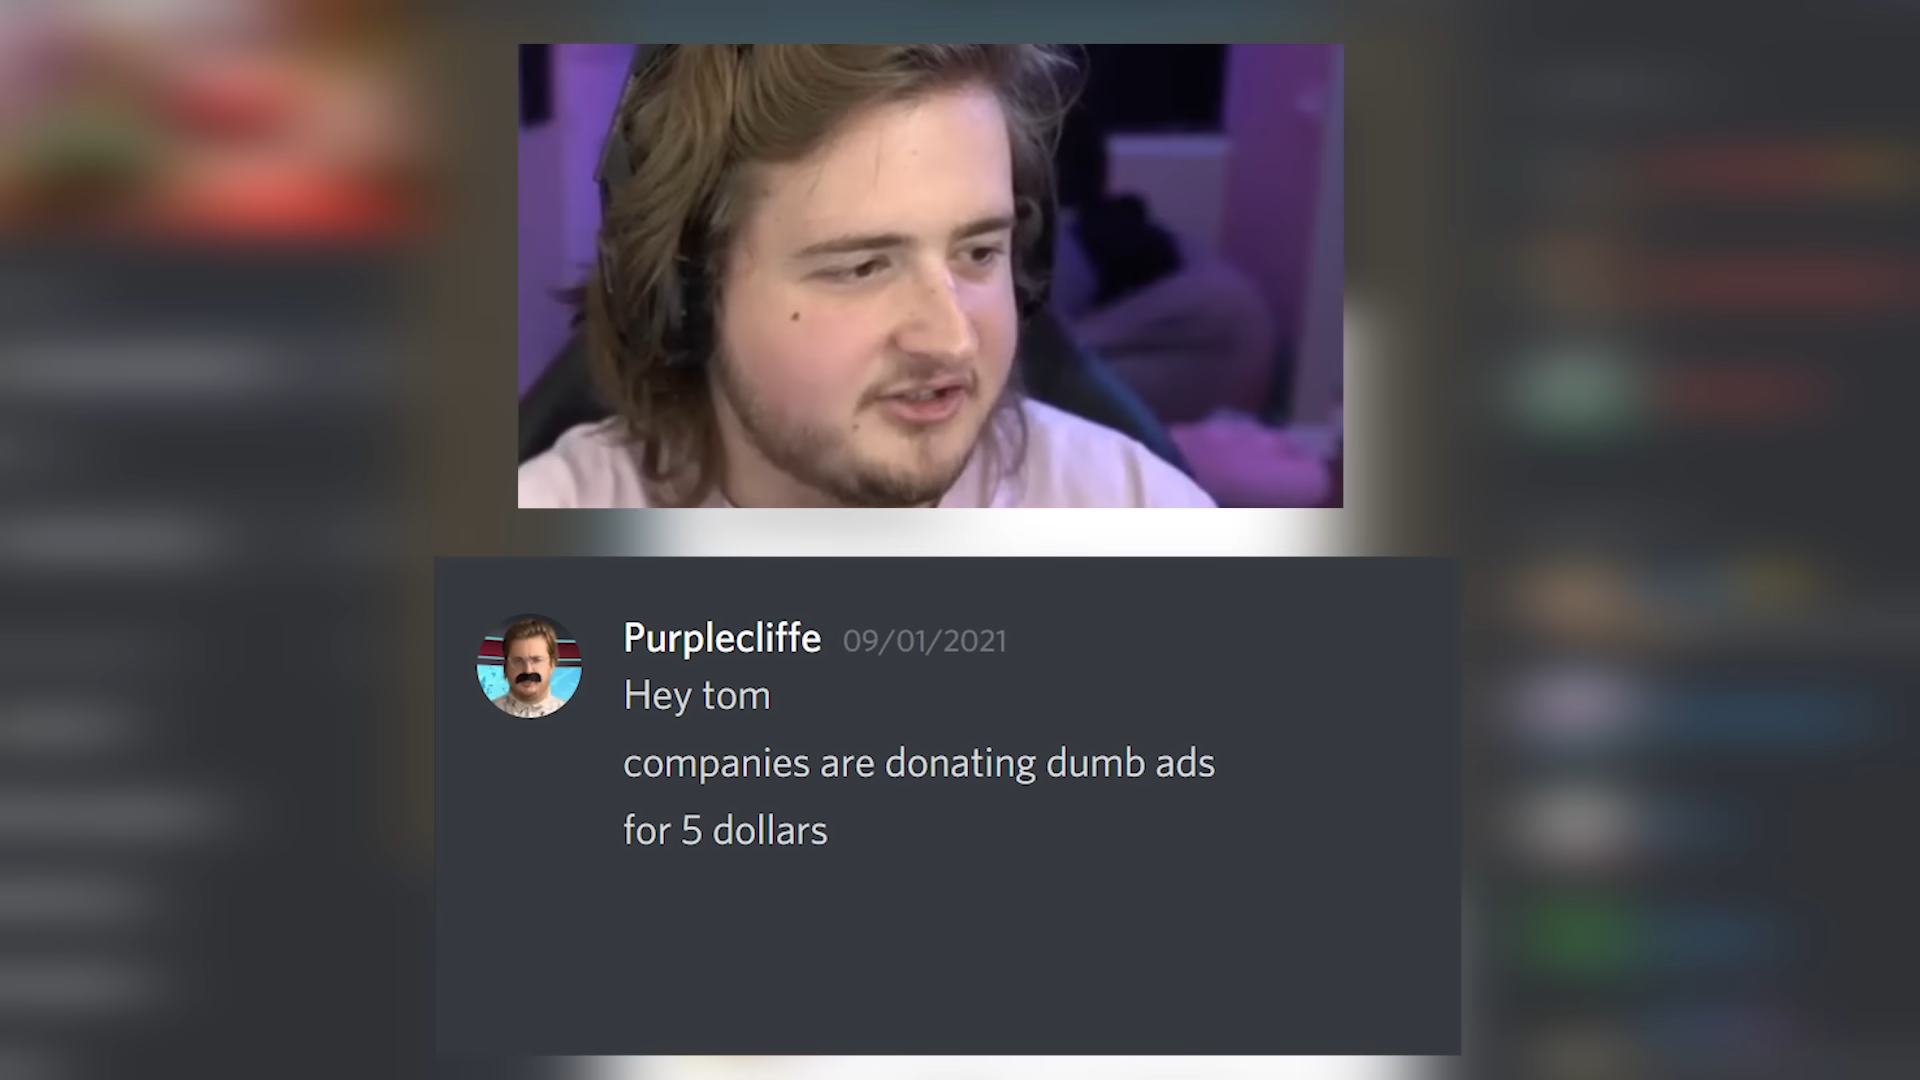 Purplecliffe 09/01/2021
Hey tom
companies are donating dumb ads
for 5 dollars